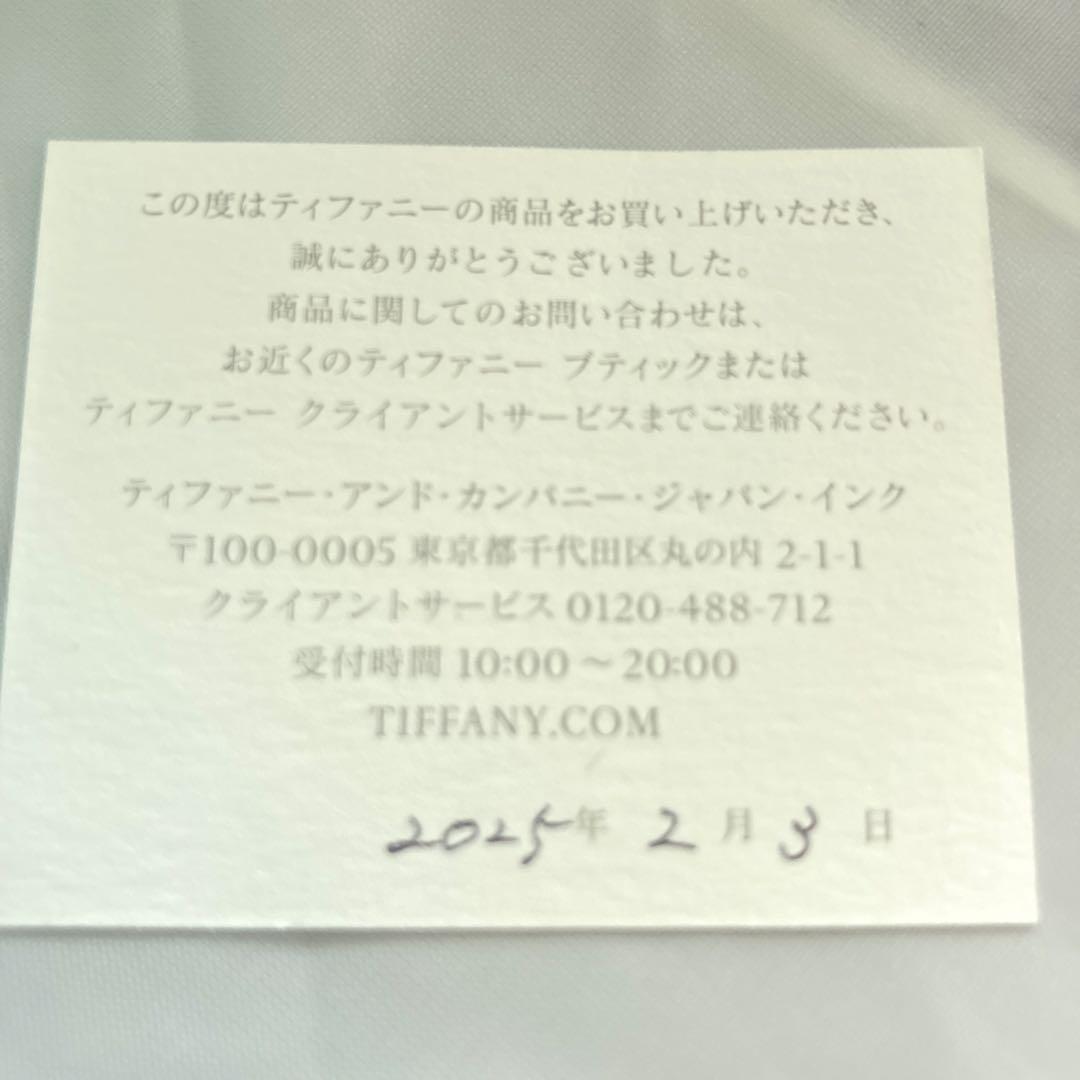 この度はティファニーの商品をお買い上げいただき、
誠にありがとうございました。
商品に関してのお問い合わせは、
お近くのティファニー ブティックまたは
ティファニー クライアントサービスまでご連絡ください。
ティファニー・アンド・カンパニー・ジャパン・インク
〒100-0005 東京都千代田区丸の内 2-1-1
クライアントサービス 0120-488-712
受付時間 10:00～20:00
TIFFANY.COM
2025年 2月 3日